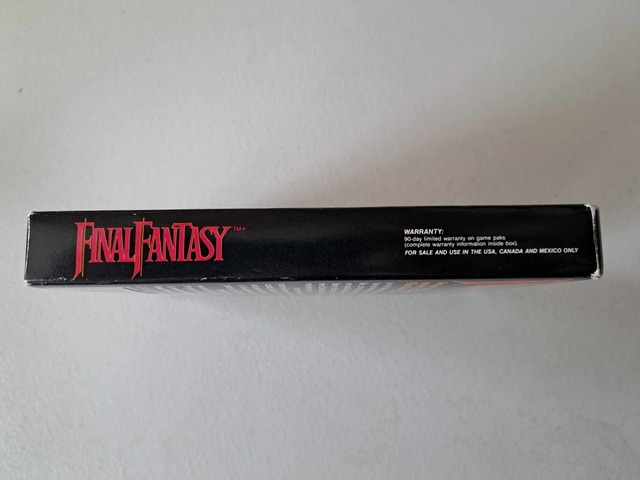 FINAL FANTASY™*
WARRANTY:
90-day limited warranty on game paks
(complete warranty information inside box).
FOR SALE AND USE IN THE USA, CANADA AND MEXICO ONLY